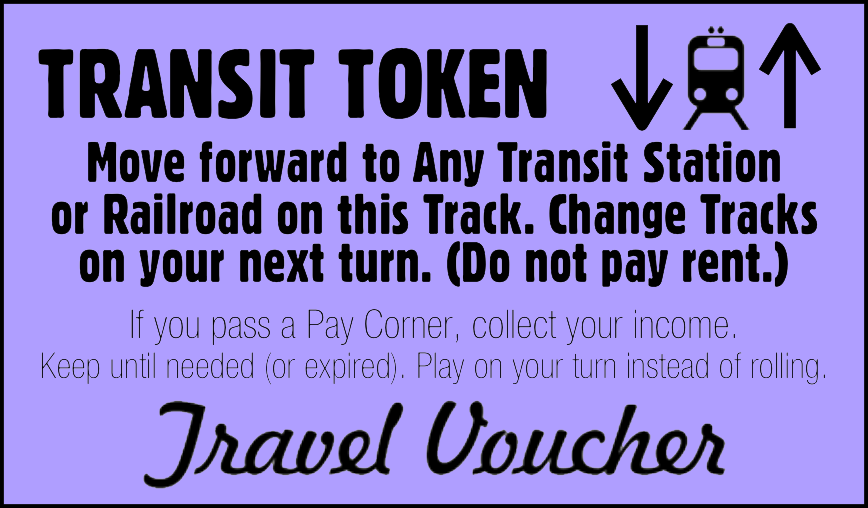 TRANSIT TOKEN
Move forward to Any Transit Station
or Railroad on this Track. Change Tracks
on your next turn. (Do not pay rent.)
If you pass a Pay Corner, collect your income.
Keep until needed (or expired). Play on your turn instead of rolling.
Travel Voucher